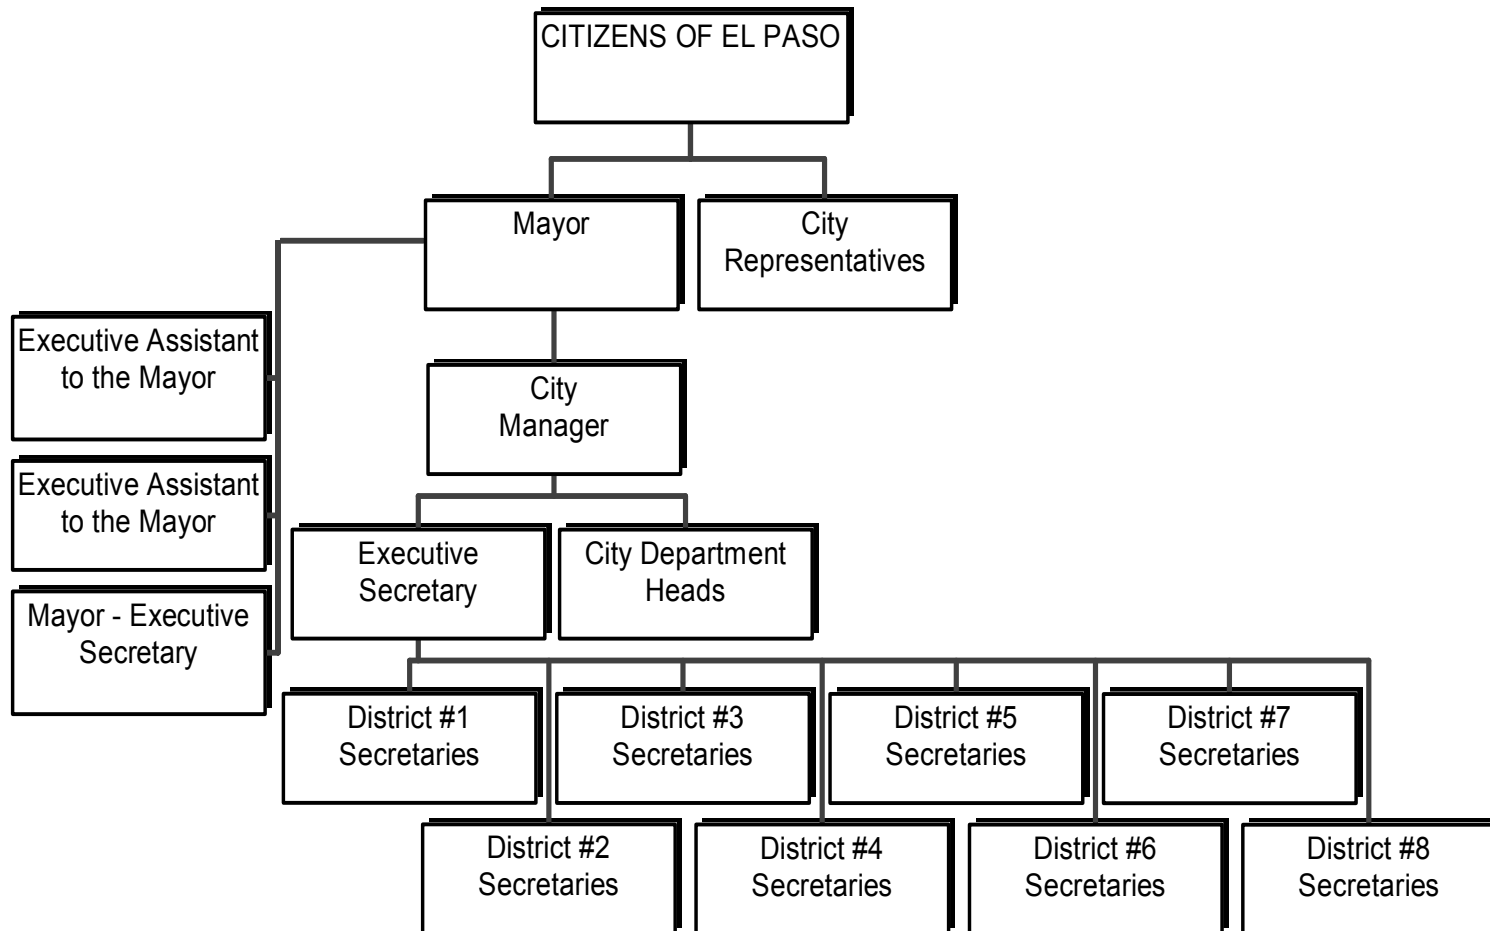 CITIZENS OF EL PASO
Mayor
City
Representatives
Executive Assistant
to the Mayor
City
Manager
Executive Assistant
to the Mayor
Executive
Secretary
City Department
Heads
Mayor - Executive
Secretary
District #1
Secretaries
District #3
Secretaries
District #5
Secretaries
District #7
Secretaries
District #2
Secretaries
District #4
Secretaries
District #6
Secretaries
District #8
Secretaries